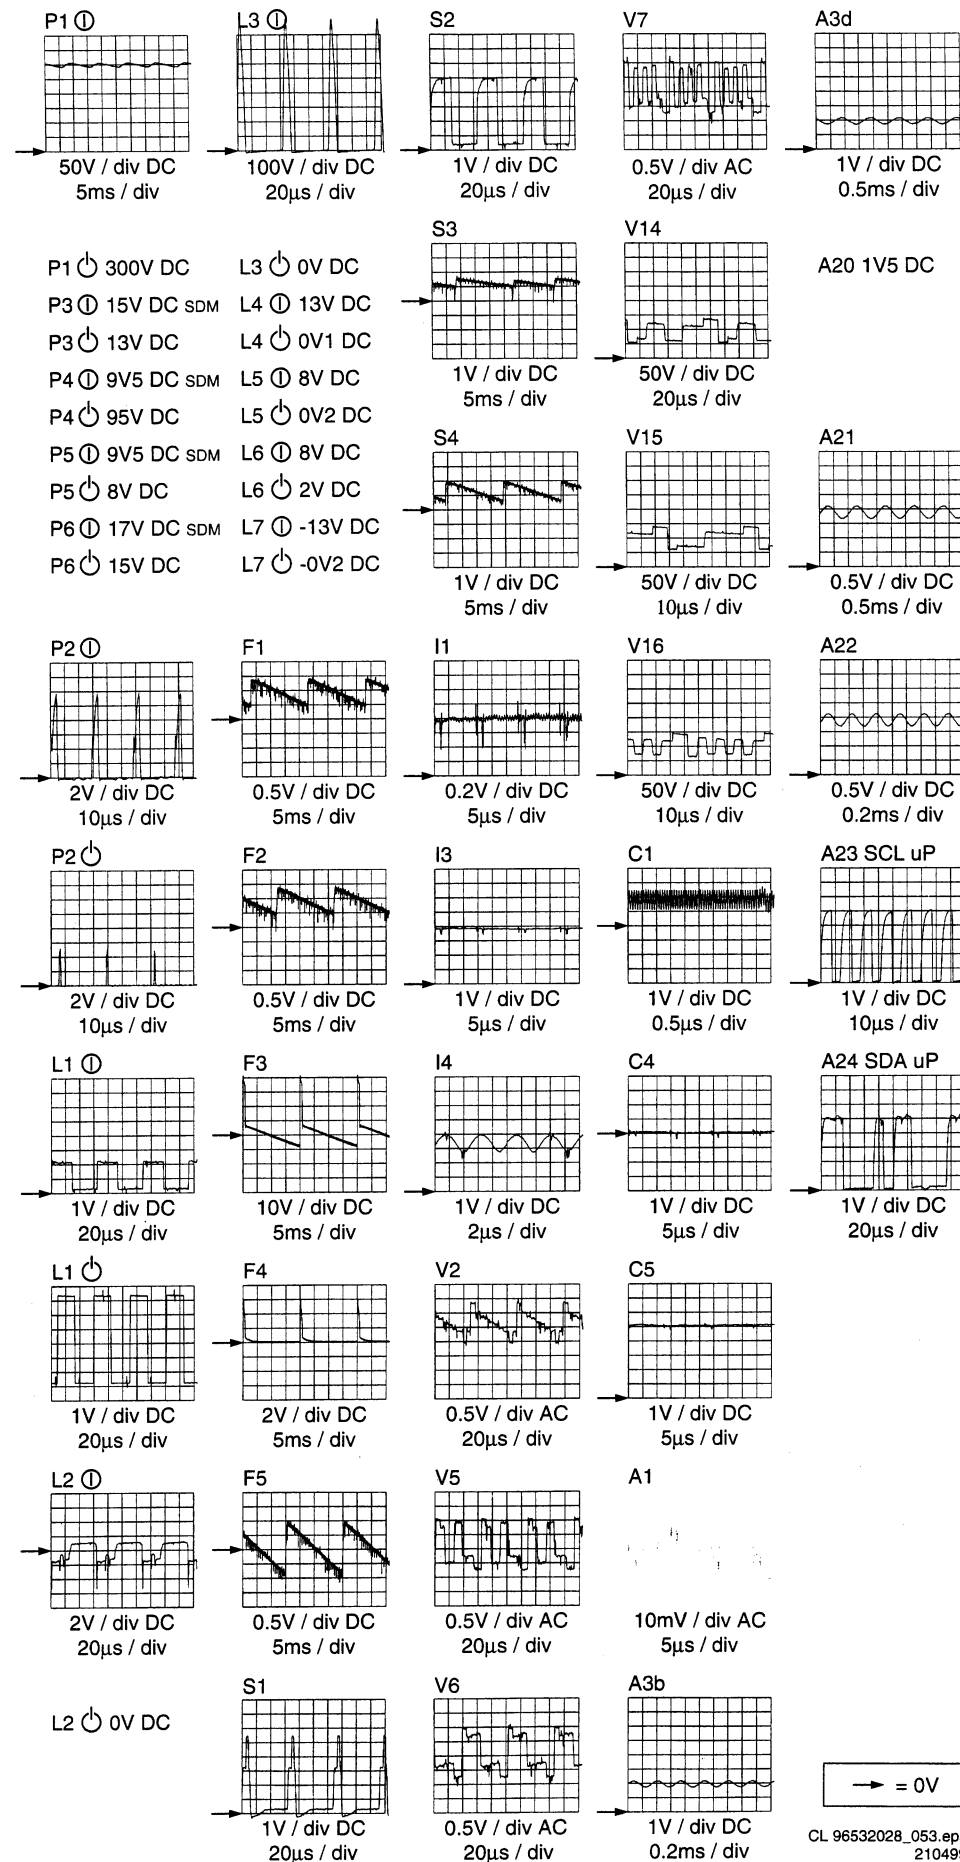 P1 Ⓘ
50V / div DC
5ms / div
L3 Ⓘ
100V / div DC
20µs / div
S2
1V / div DC
20µs / div
V7
0.5V / div AC
20µs / div
A3d
1V / div DC
0.5ms / div
P1 ⏻ 300V DC
P3 Ⓘ 15V DC SDM
P3 ⏻ 13V DC
P4 Ⓘ 9V5 DC SDM
P4 ⏻ 95V DC
P5 Ⓘ 9V5 DC SDM
P5 ⏻ 8V DC
P6 Ⓘ 17V DC SDM
P6 ⏻ 15V DC
L3 ⏻ 0V DC
L4 Ⓘ 13V DC
L4 ⏻ 0V1 DC
L5 Ⓘ 8V DC
L5 ⏻ 0V2 DC
L6 Ⓘ 8V DC
L6 ⏻ 2V DC
L7 Ⓘ -13V DC
L7 ⏻ -0V2 DC
S3
1V / div DC
5ms / div
V14
50V / div DC
20µs / div
A20 1V5 DC
S4
1V / div DC
5ms / div
V15
50V / div DC
10µs / div
A21
0.5V / div DC
0.5ms / div
P2 Ⓘ
2V / div DC
10µs / div
F1
0.5V / div DC
5ms / div
I1
0.2V / div DC
5µs / div
V16
50V / div DC
10µs / div
A22
0.5V / div DC
0.2ms / div
P2 ⏻
2V / div DC
10µs / div
F2
0.5V / div DC
5ms / div
I3
1V / div DC
5µs / div
C1
1V / div DC
0.5µs / div
A23 SCL uP
1V / div DC
10µs / div
L1 Ⓘ
1V / div DC
20µs / div
F3
10V / div DC
5ms / div
I4
1V / div DC
2µs / div
C4
1V / div DC
5µs / div
A24 SDA uP
1V / div DC
20µs / div
L1 ⏻
1V / div DC
20µs / div
F4
2V / div DC
5ms / div
V2
0.5V / div AC
20µs / div
C5
1V / div DC
5µs / div
L2 Ⓘ
2V / div DC
20µs / div
F5
0.5V / div DC
5ms / div
V5
0.5V / div AC
20µs / div
A1
10mV / div AC
5µs / div
L2 ⏻ 0V DC
S1
1V / div DC
20µs / div
V6
0.5V / div AC
20µs / div
A3b
1V / div DC
0.2ms / div
→ = 0V
CL 96532028_053.ep
210499